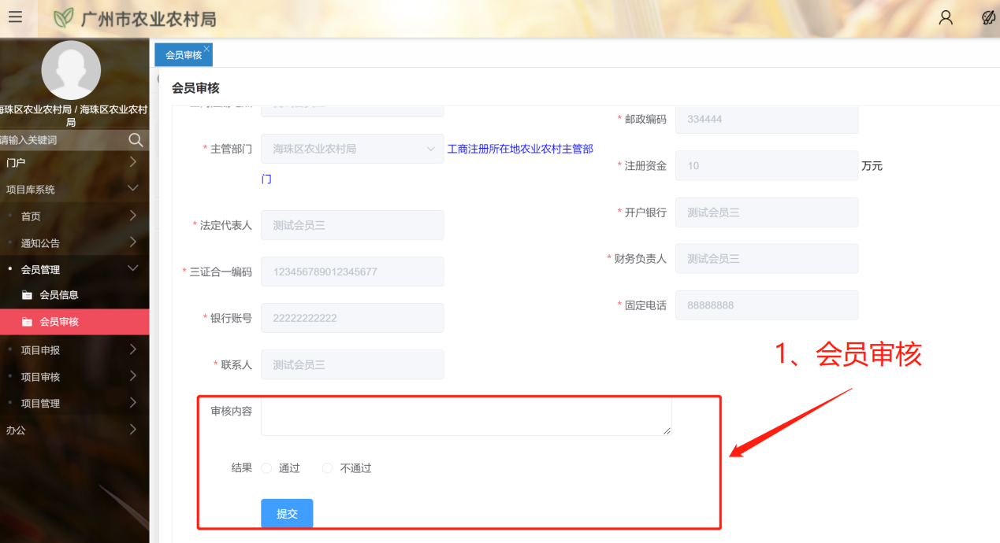 广州市农业农村局
会员审核
海珠区农业农村局 / 海珠区农业农村
局
请输入关键词
门户
项目库系统
首页
通知公告
会员管理
会员信息
会员审核
项目申报
项目审核
项目管理
办公
会员审核
* 邮政编码 334444
* 主管部门 海珠区农业农村局 工商注册所在地农业农村主管部
门
* 注册资金 10 万元
* 法定代表人 测试会员三
* 开户银行 测试会员三
* 三证合一编码 123456789012345677
* 财务负责人 测试会员三
* 银行账号 22222222222
* 固定电话 88888888
* 联系人 测试会员三
1、会员审核
审核内容
结果 通过 不通过
提交